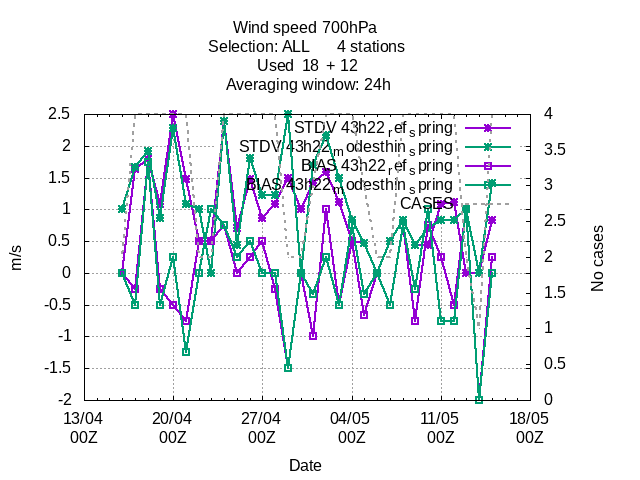 Wind speed 700hPa
Selection: ALL 4 stations
Used 18 + 12
Averaging window: 24h
STDV 43h22_ref_spring
STDV 43h22_modesthin_spring
BIAS 43h22_ref_spring
BIAS 43h22_modesthin_spring
CASES
2.5
2
1.5
1
0.5
0
-0.5
-1
-1.5
-2
m/s
4
3.5
3
2.5
2
1.5
1
0.5
0
No cases
13/04 20/04 27/04 04/05 11/05 18/05
00Z 00Z 00Z 00Z 00Z 00Z
Date